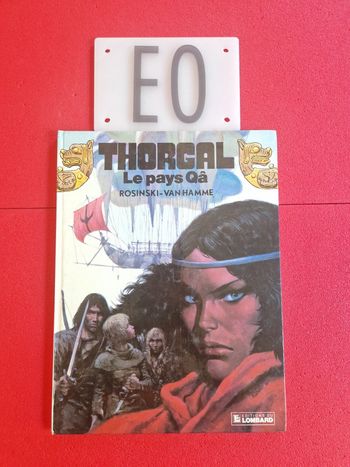 EO
THORGAL
Le pays Qâ
ROSINSKI-VAN HAMME
EDITIONS DU
LOMBARD